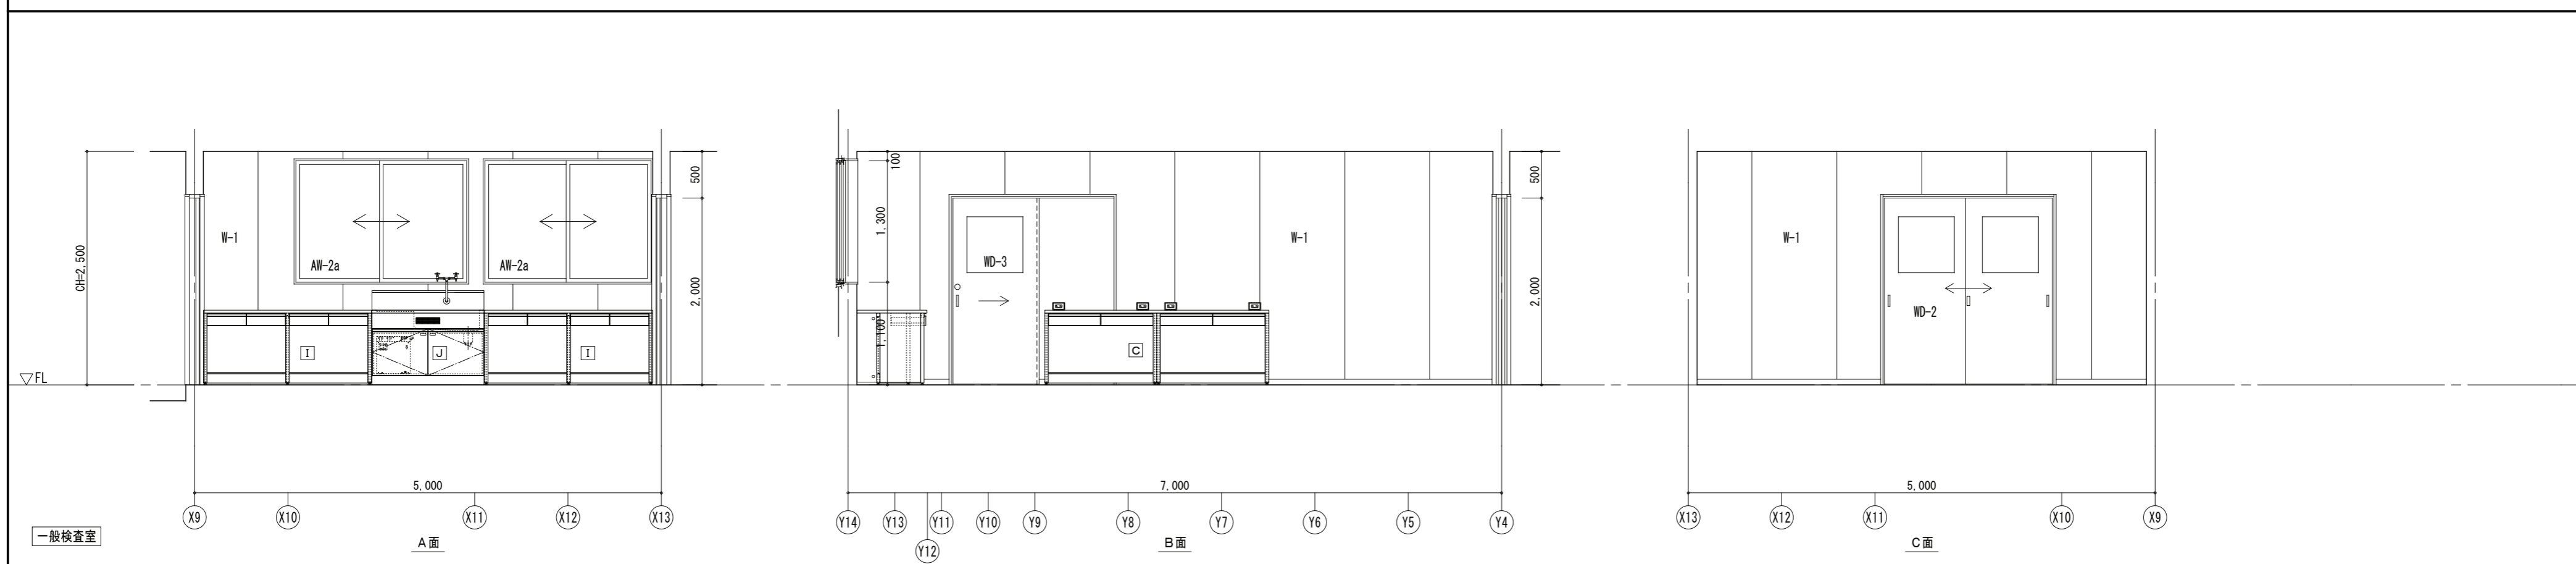 CH=2,500
▽FL
W-1
AW-2a
AW-2a
I
J
I
500
2,000
5,000
X9
X10
X11
X12
X13
一般検査室
A面
100
1,300
1,100
WD-3
C
W-1
500
2,000
7,000
Y14
Y13
Y12
Y11
Y10
Y9
Y8
Y7
Y6
Y5
Y4
B面
W-1
WD-2
5,000
X13
X12
X11
X10
X9
C面